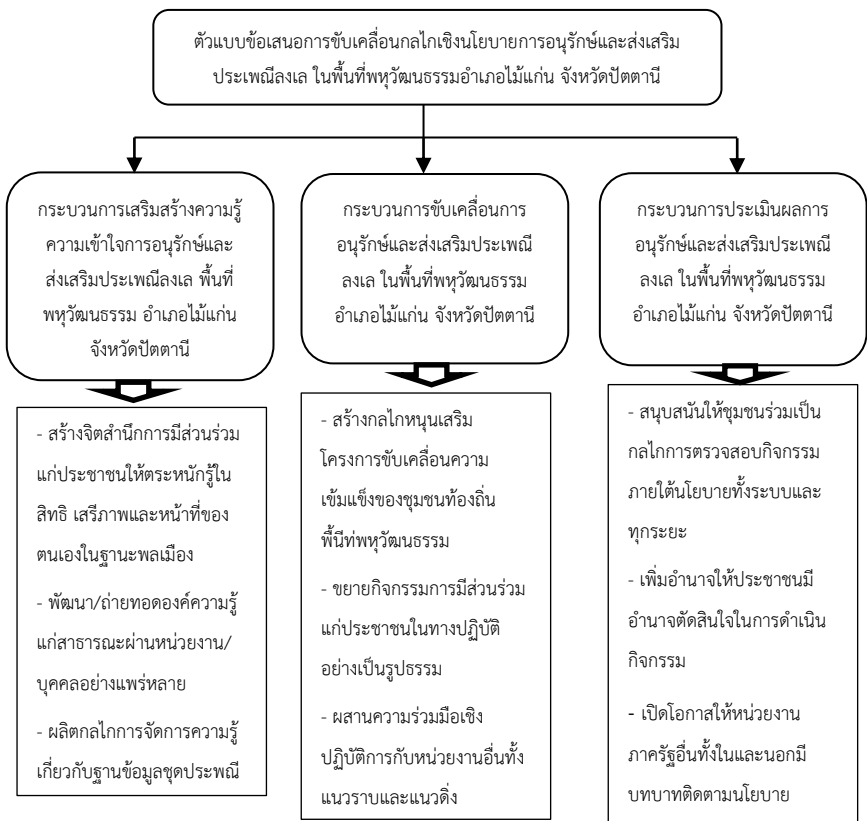 ตัวแบบข้อเสนอการขับเคลื่อนกลไกเชิงนโยบายการอนุรักษ์และส่งเสริม
ประเพณีลงเล ในพื้นที่พหุวัฒนธรรมอำเภอไม้แก่น จังหวัดปัตตานี
กระบวนการเสริมสร้างความรู้
ความเข้าใจการอนุรักษ์และ
ส่งเสริมประเพณีลงเล พื้นที่
พหุวัฒนธรรม อำเภอไม้แก่น
จังหวัดปัตตานี
กระบวนการขับเคลื่อนการ
อนุรักษ์และส่งเสริมประเพณี
ลงเล ในพื้นที่พหุวัฒนธรรม
อำเภอไม้แก่น จังหวัดปัตตานี
กระบวนการประเมินผลการ
อนุรักษ์และส่งเสริมประเพณี
ลงเล ในพื้นที่พหุวัฒนธรรม
อำเภอไม้แก่น จังหวัดปัตตานี
- สร้างจิตสำนึกการมีส่วนร่วม
แก่ประชาชนให้ตระหนักรู้ใน
สิทธิ เสรีภาพและหน้าที่ของ
ตนเองในฐานะพลเมือง
- พัฒนา/ถ่ายทอดองค์ความรู้
แก่สาธารณะผ่านหน่วยงาน/
บุคคลอย่างแพร่หลาย
- ผลิตกลไกการจัดการความรู้
เกี่ยวกับฐานข้อมูลชุดประพณี
- สร้างกลไกหนุนเสริม
โครงการขับเคลื่อนความ
เข้มแข็งของชุมชนท้องถิ่น
พื้นีท่พหุวัฒนธรรม
- ขยายกิจกรรมการมีส่วนร่วม
แก่ประชาชนในทางปฏิบัติ
อย่างเป็นรูปธรรม
- ผสานความร่วมมือเชิง
ปฏิบัติการกับหน่วยงานอื่นทั้ง
แนวราบและแนวดิ่ง
- สนุบสนันให้ชุมชนร่วมเป็น
กลไกการตรวจสอบกิจกรรม
ภายใต้นโยบายทั้งระบบและ
ทุกระยะ
- เพิ่มอำนาจให้ประชาชนมี
อำนาจตัดสินใจในการดำเนิน
กิจกรรม
- เปิดโอกาสให้หน่วยงาน
ภาครัฐอื่นทั้งในและนอกมี
บทบาทติดตามนโยบาย